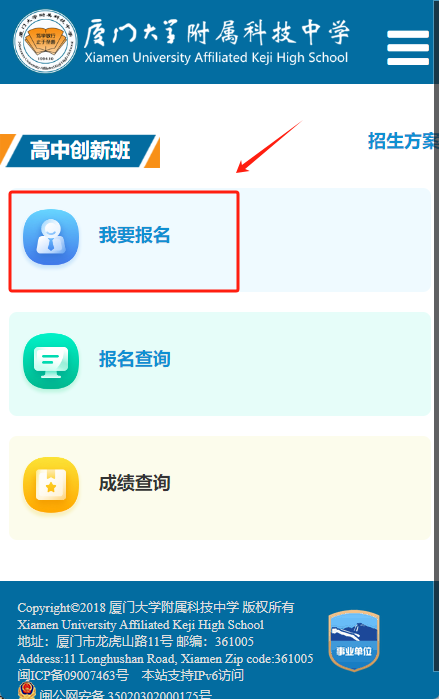 厦门大学附属科技中学
Xiamen University Affiliated Keji High School
高中创新班
招生方案
我要报名
报名查询
成绩查询
Copyright©2018 厦门大学附属科技中学 版权所有
Xiamen University Affiliated Keji High School
地址：厦门市龙虎山路11号 邮编：361005
Address:11 Longhushan Road, Xiamen Zip code:361005
闽ICP备09007463号 本站支持IPv6访问
事业单位
闽公网安备 35020302000175号